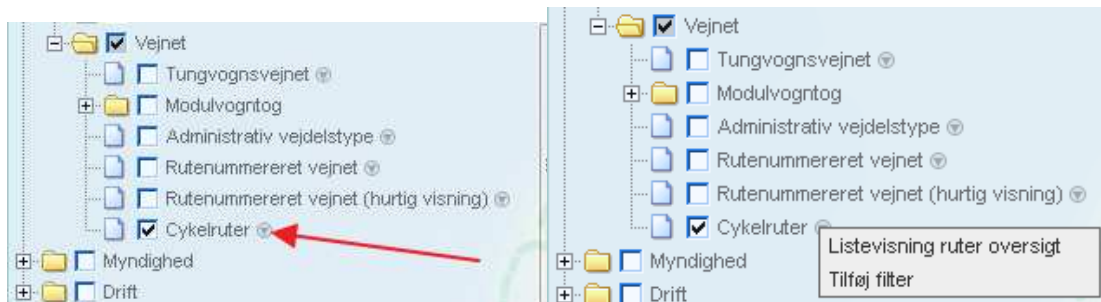 Vejnet
Tungvognsvejnet
Modulvogntog
Administrativ vejdelstype
Rutenummereret vejnet
Rutenummereret vejnet (hurtig visning)
Cykelruter
Myndighed
Drift
Vejnet
Tungvognsvejnet
Modulvogntog
Administrativ vejdelstype
Rutenummereret vejnet
Rutenummereret vejnet (hurtig visning)
Cykelruter
Listevisning ruter oversigt
Myndighed
Tilføj filter
Drift